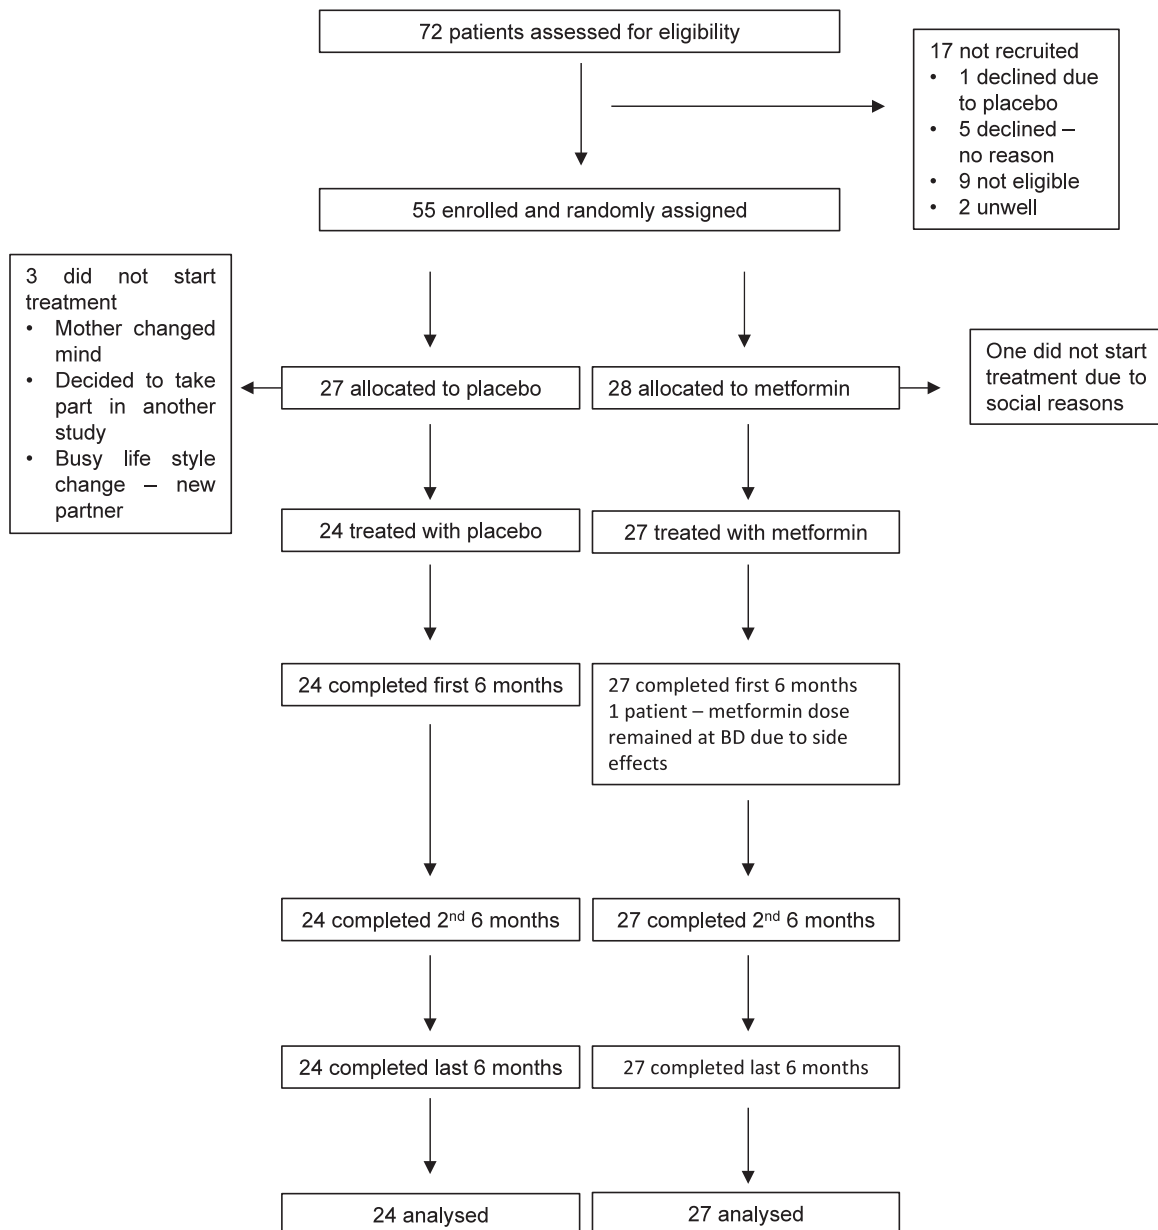 72 patients assessed for eligibility
17 not recruited
• 1 declined due
to placebo
• 5 declined –
no reason
• 9 not eligible
• 2 unwell
55 enrolled and randomly assigned
3 did not start
treatment
• Mother changed
mind
• Decided to take
part in another
study
• Busy life style
change – new
partner
27 allocated to placebo
28 allocated to metformin
One did not start
treatment due to
social reasons
24 treated with placebo
27 treated with metformin
24 completed first 6 months
27 completed first 6 months
1 patient – metformin dose
remained at BD due to side
effects
24 completed 2nd 6 months
27 completed 2nd 6 months
24 completed last 6 months
27 completed last 6 months
24 analysed
27 analysed